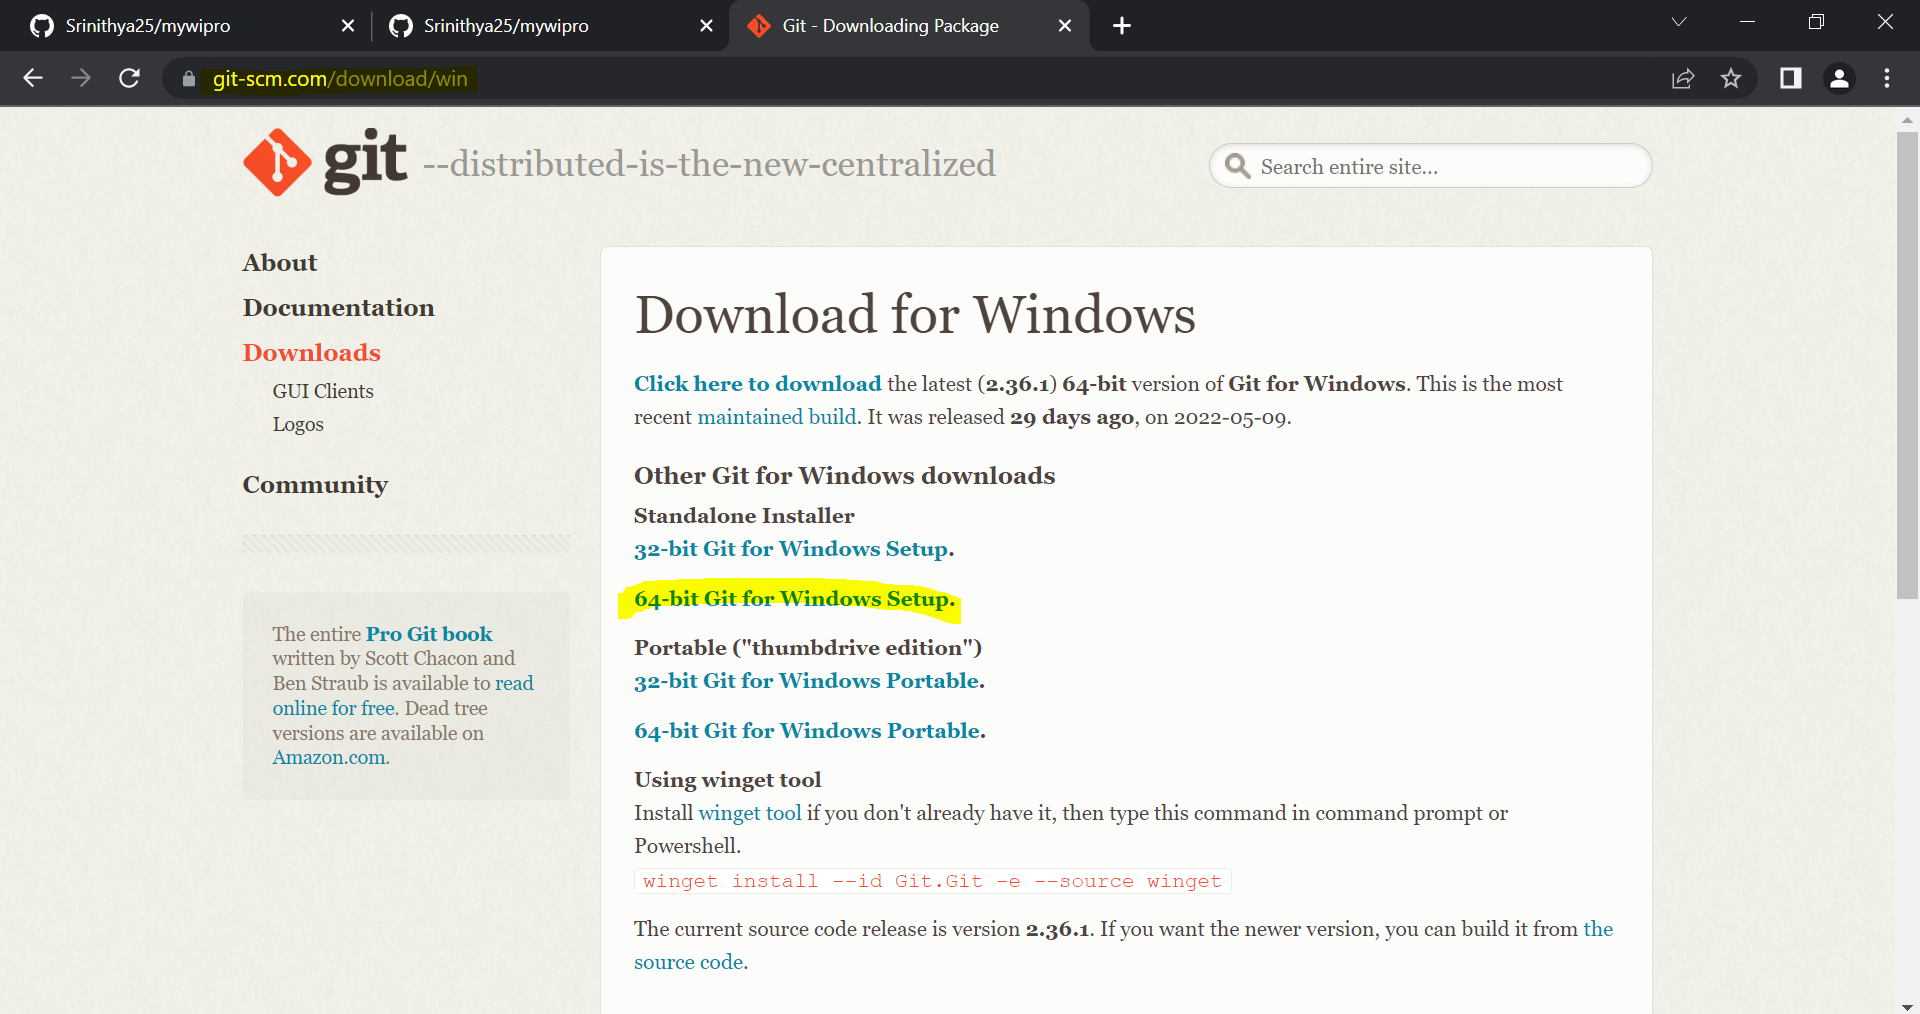 Srinithya25/mywipro
Srinithya25/mywipro
Git - Downloading Package
git-scm.com/download/win
git --distributed-is-the-new-centralized
Search entire site...
About
Documentation
Downloads
GUI Clients
Logos
Community
The entire Pro Git book
written by Scott Chacon and
Ben Straub is available to read
online for free. Dead tree
versions are available on
Amazon.com.
Download for Windows
Click here to download the latest (2.36.1) 64-bit version of Git for Windows. This is the most
recent maintained build. It was released 29 days ago, on 2022-05-09.
Other Git for Windows downloads
Standalone Installer
32-bit Git for Windows Setup.
64-bit Git for Windows Setup.
Portable ("thumbdrive edition")
32-bit Git for Windows Portable.
64-bit Git for Windows Portable.
Using winget tool
Install winget tool if you don't already have it, then type this command in command prompt or
Powershell.
winget install --id Git.Git -e --source winget
The current source code release is version 2.36.1. If you want the newer version, you can build it from the
source code.